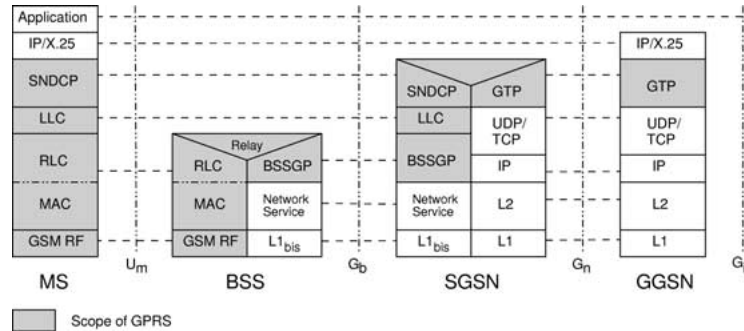 Application
IP/X.25
IP/X.25
SNDCP
SNDCP
GTP
GTP
LLC
LLC
UDP/
TCP
UDP/
TCP
Relay
RLC
RLC
BSSGP
BSSGP
IP
IP
MAC
MAC
Network
Service
Network
Service
L2
L2
GSM RF
GSM RF
L1bis
L1bis
L1
L1
Um
Gb
Gn
MS
BSS
SGSN
GGSN
Scope of GPRS